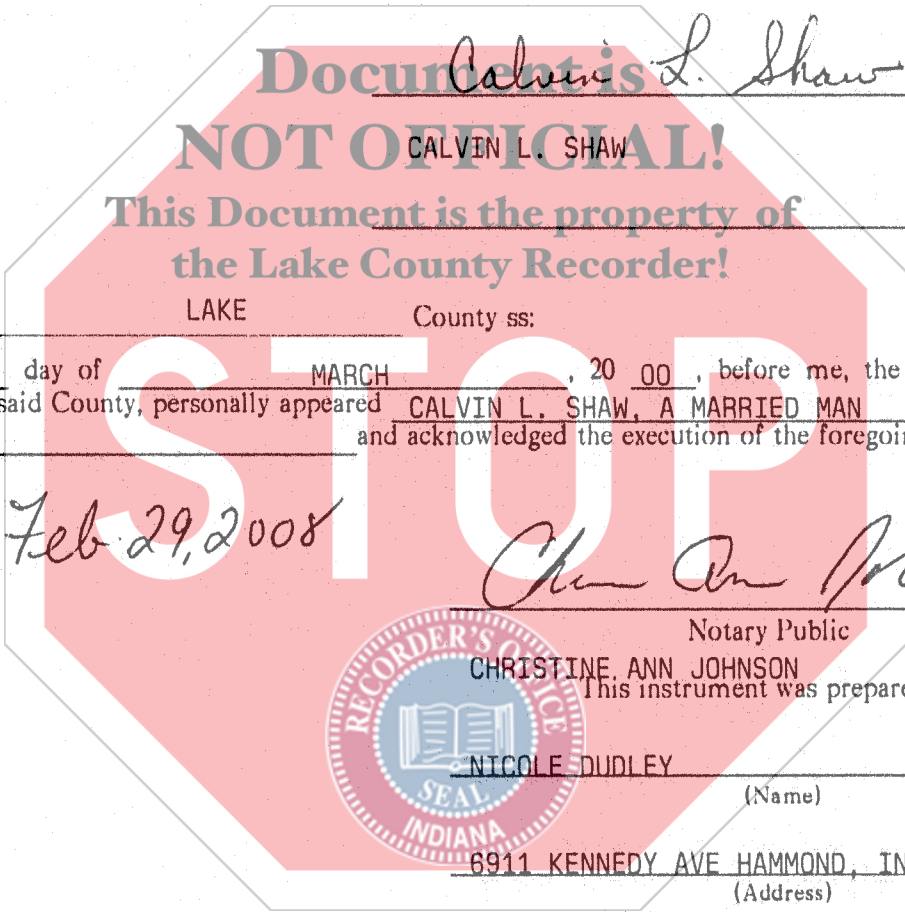 Calvin L. Shaw
Document is
NOT OFFICIAL!
CALVIN L. SHAW
This Document is the property of
the Lake County Recorder!
LAKE County ss:
day of MARCH, 20 00, before me, the
said County, personally appeared CALVIN L. SHAW, A MARRIED MAN
and acknowledged the execution of the foregoin
STOP
Feb. 29, 2008
Notary Public
CHRISTINE ANN JOHNSON
This instrument was prepare
NICOLE DUDLEY
(Name)
RECORDER'S OFFICE
SEAL
INDIANA
6911 KENNEDY AVE HAMMOND, IN
(Address)